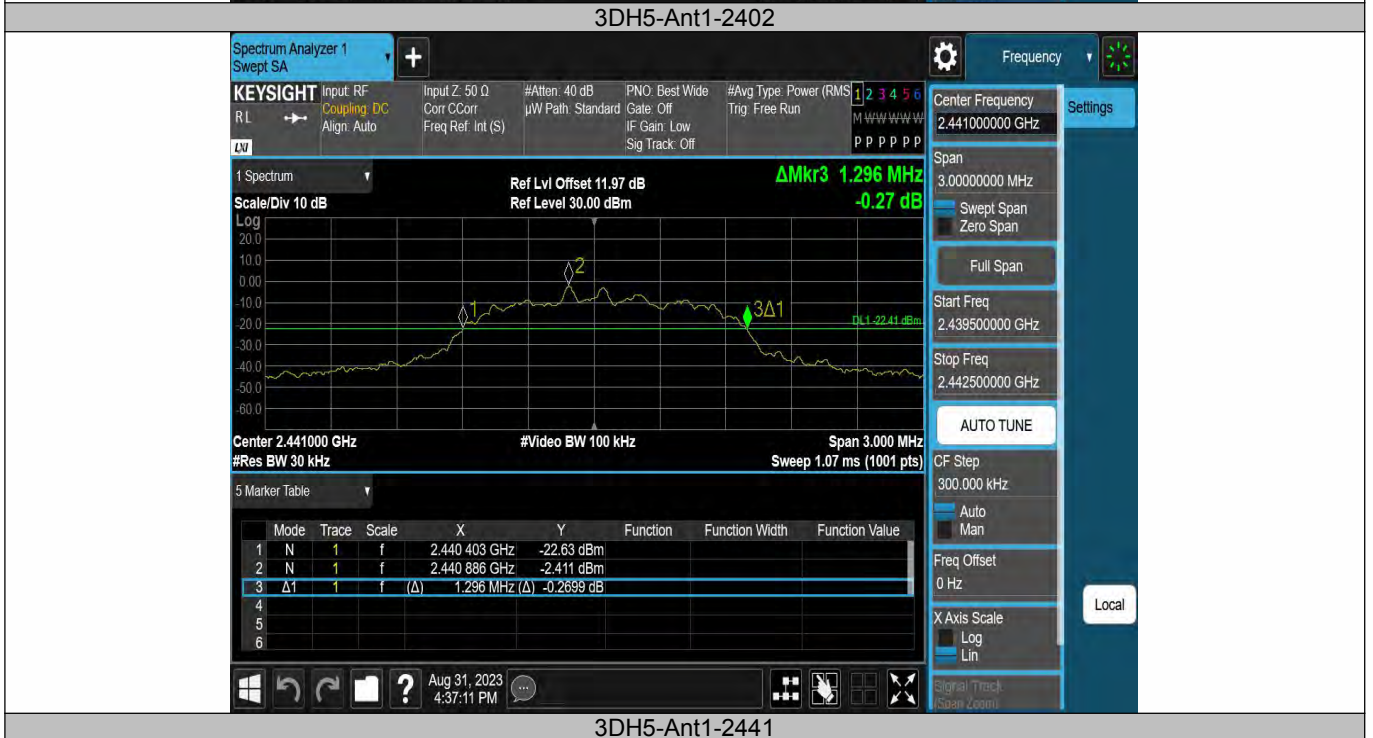 3DH5-Ant1-2402
Spectrum Analyzer 1
Swept SA
Frequency
KEYSIGHT
RL
LXI
Input: RF
Coupling: DC
Align: Auto
Input Z: 50 Ω
Corr CCorr
Freq Ref: Int (S)
#Atten: 40 dB
µW Path: Standard
PNO: Best Wide
Gate: Off
IF Gain: Low
Sig Track: Off
#Avg Type: Power (RMS
Trig: Free Run
1 2 3 4 5 6
M W W W W W
P P P P P P
Center Frequency
2.441000000 GHz
Settings
1 Spectrum
Scale/Div 10 dB
Ref Lvl Offset 11.97 dB
Ref Level 30.00 dBm
ΔMkr3 1.296 MHz
-0.27 dB
Log
20.0
10.0
0.00
-10.0
-20.0
-30.0
-40.0
-50.0
-60.0
1
2
3Δ1
DL1 -22.41 dBm
Center 2.441000 GHz
#Video BW 100 kHz
Span 3.000 MHz
#Res BW 30 kHz
Sweep 1.07 ms (1001 pts)
Span
3.00000000 MHz
Swept Span
Zero Span
Full Span
Start Freq
2.439500000 GHz
Stop Freq
2.442500000 GHz
AUTO TUNE
CF Step
300.000 kHz
Auto
Man
Freq Offset
0 Hz
X Axis Scale
Log
Lin
Signal Track
(Span Zoom)
Local
5 Marker Table
Mode Trace Scale X Y Function Function Width Function Value
1 N 1 f 2.440 403 GHz -22.63 dBm
2 N 1 f 2.440 886 GHz -2.411 dBm
3 Δ1 1 f (Δ) 1.296 MHz (Δ) -0.2699 dB
4
5
6
?
Aug 31, 2023
4:37:11 PM
3DH5-Ant1-2441